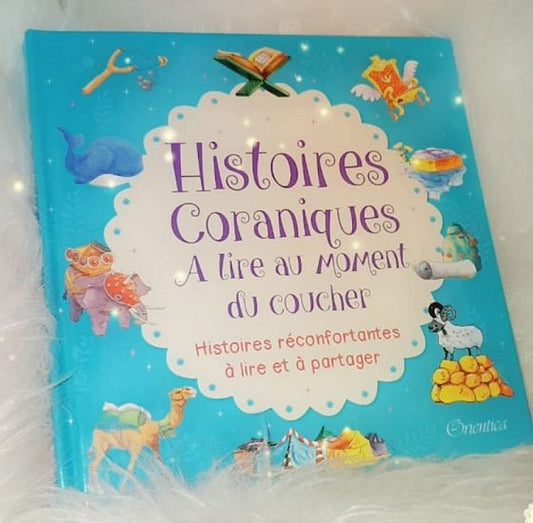 Histoires
Coraniques
A lire au moment
du coucher
Histoires réconfortantes
à lire et à partager
Orientica